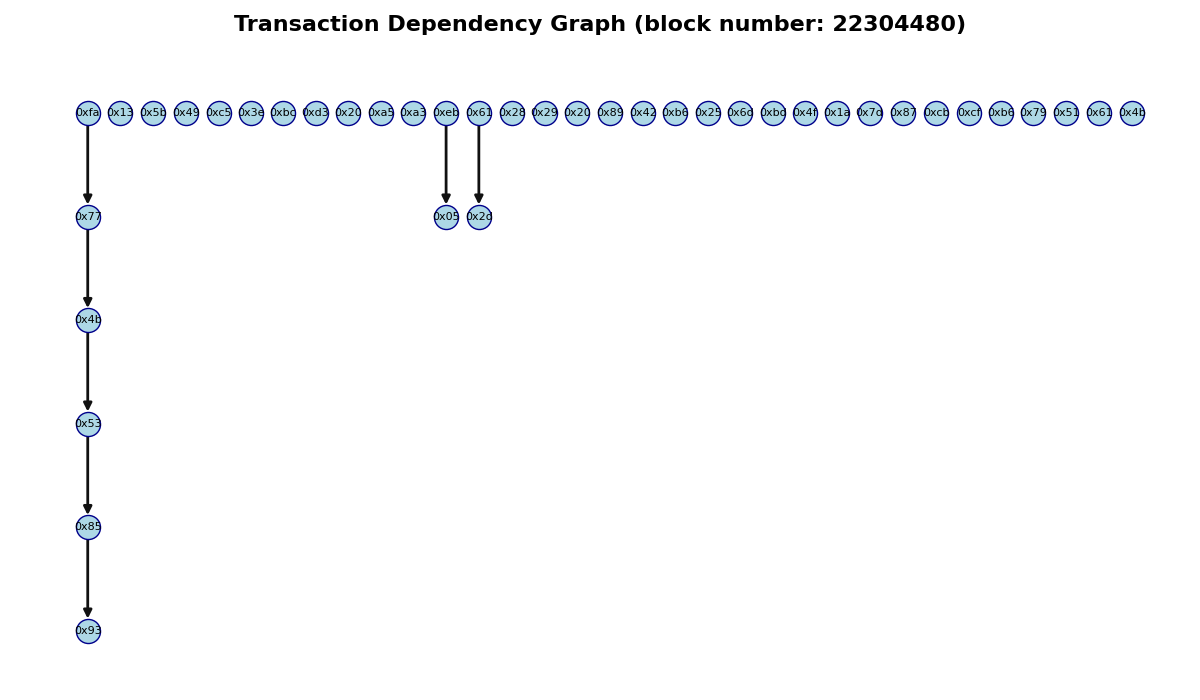 Transaction Dependency Graph (block number: 22304480)
0xfa 0x13 0x5b 0x49 0xc5 0x3e 0xbc 0xd3 0x20 0xa5 0xa3 0xeb 0x61 0x28 0x29 0x20 0x89 0x42 0xb6 0x25 0x6d 0xbd 0x4f 0x1a 0x7d 0x87 0xcb 0xcf 0xb6 0x79 0x51 0x61 0x4b
0x77 0x05 0x2d
0x4b
0x53
0x85
0x93